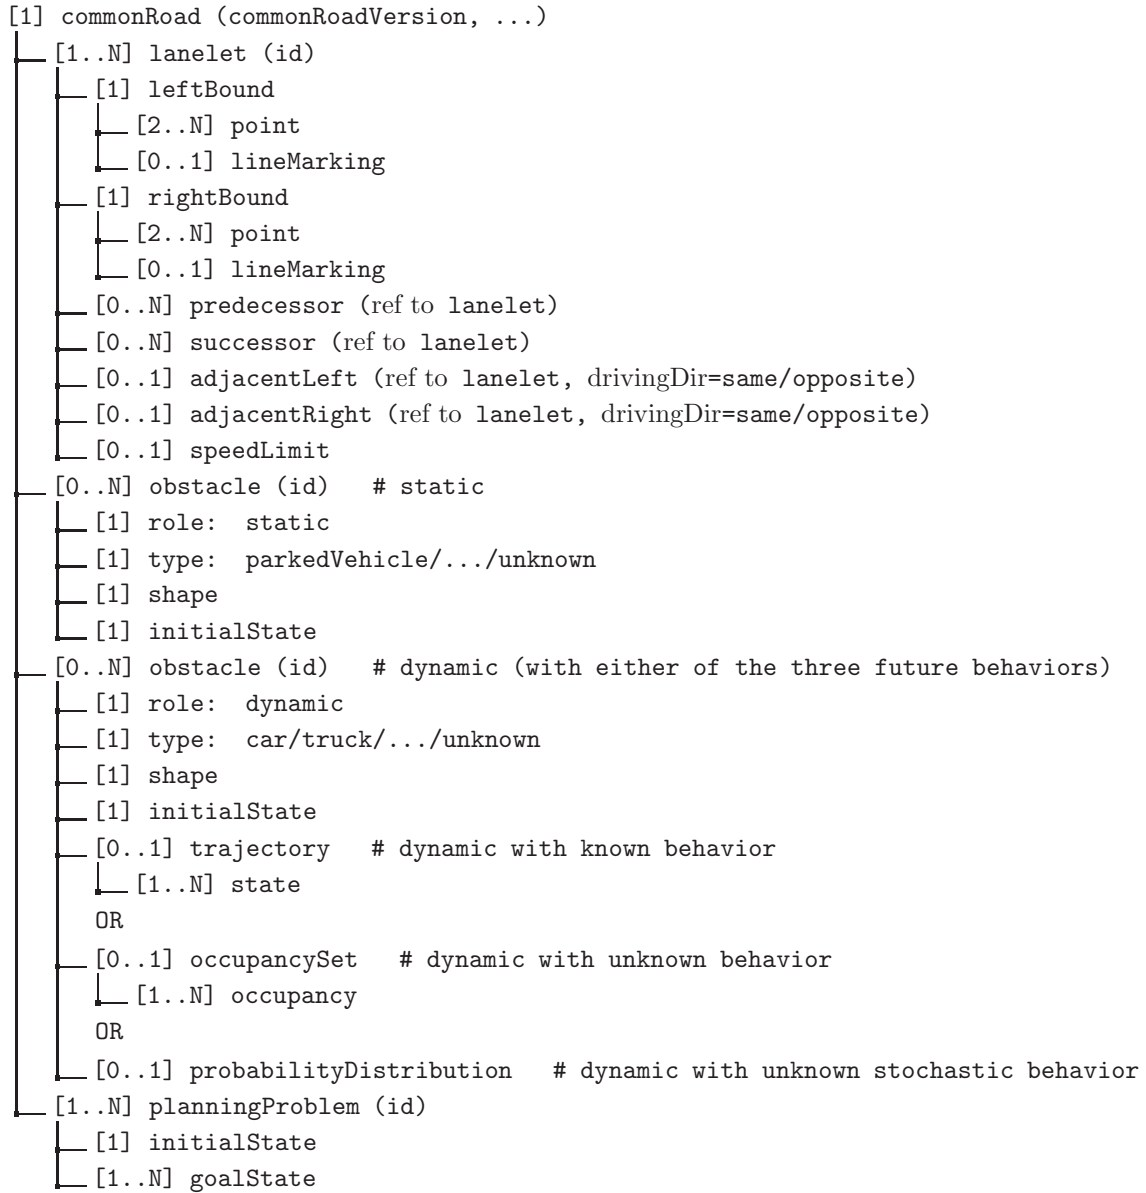 [1] commonRoad (commonRoadVersion, ...)
[1..N] lanelet (id)
[1] leftBound
[2..N] point
[0..1] lineMarking
[1] rightBound
[2..N] point
[0..1] lineMarking
[0..N] predecessor (ref to lanelet)
[0..N] successor (ref to lanelet)
[0..1] adjacentLeft (ref to lanelet, drivingDir=same/opposite)
[0..1] adjacentRight (ref to lanelet, drivingDir=same/opposite)
[0..1] speedLimit
[0..N] obstacle (id) # static
[1] role: static
[1] type: parkedVehicle/.../unknown
[1] shape
[1] initialState
[0..N] obstacle (id) # dynamic (with either of the three future behaviors)
[1] role: dynamic
[1] type: car/truck/.../unknown
[1] shape
[1] initialState
[0..1] trajectory # dynamic with known behavior
[1..N] state
OR
[0..1] occupancySet # dynamic with unknown behavior
[1..N] occupancy
OR
[0..1] probabilityDistribution # dynamic with unknown stochastic behavior
[1..N] planningProblem (id)
[1] initialState
[1..N] goalState